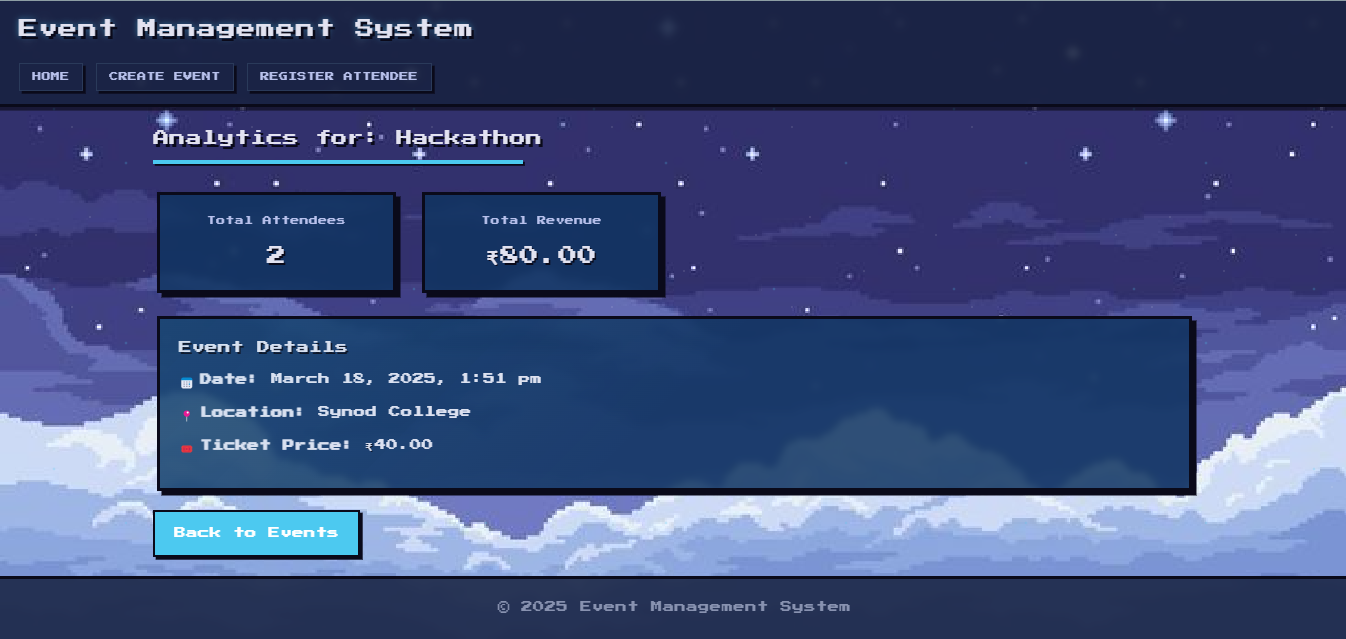 Event Management System
HOME CREATE EVENT REGISTER ATTENDEE
Analytics for: Hackathon
Total Attendees
2
Total Revenue
₹80.00
Event Details
Date: March 18, 2025, 1:51 pm
Location: Synod College
Ticket Price: ₹40.00
Back to Events
© 2025 Event Management System